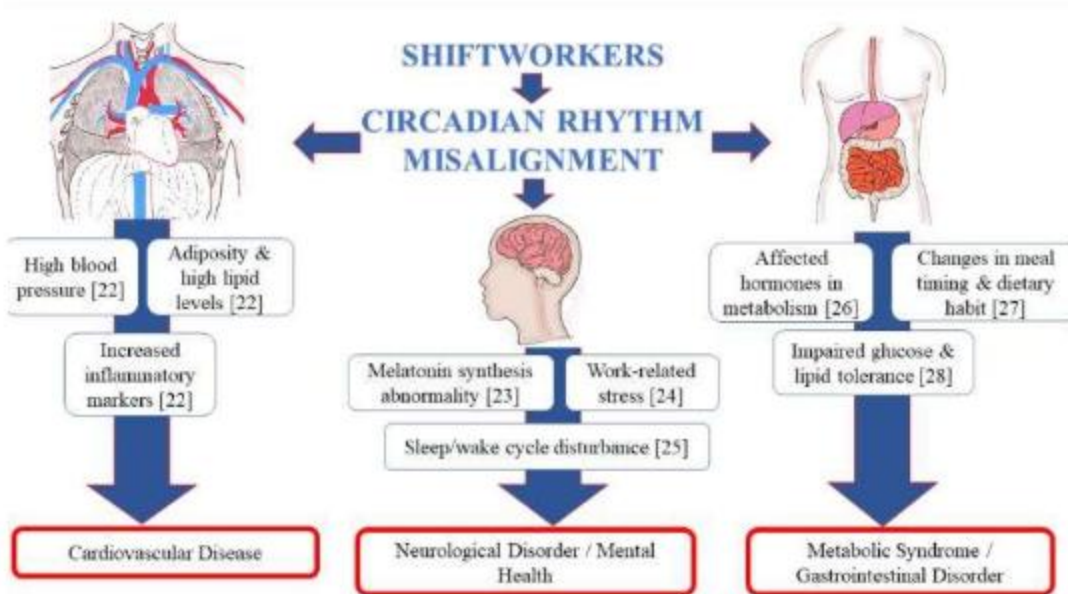 SHIFTWORKERS
CIRCADIAN RHYTHM
MISALIGNMENT
High blood
pressure [22]
Adiposity &
high lipid
levels [22]
Increased
inflammatory
markers [22]
Melatonin synthesis
abnormality [23]
Work-related
stress [24]
Sleep/wake cycle disturbance [25]
Affected
hormones in
metabolism [26]
Changes in meal
timing & dietary
habit [27]
Impaired glucose &
lipid tolerance [28]
Cardiovascular Disease
Neurological Disorder / Mental
Health
Metabolic Syndrome /
Gastrointestinal Disorder